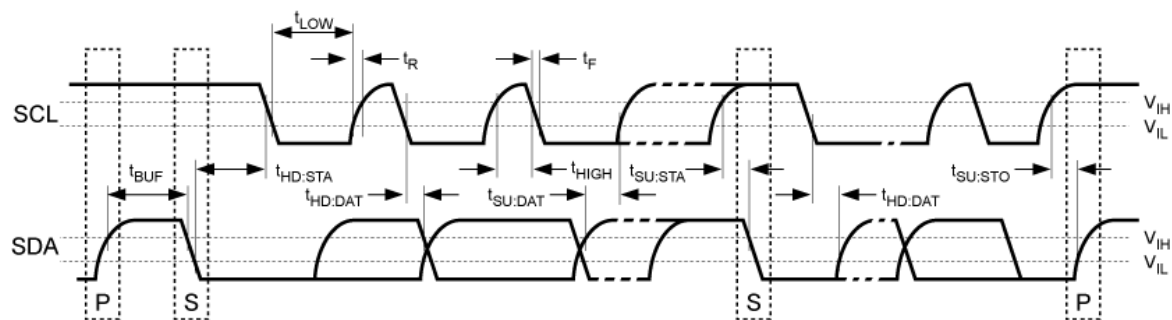 tLOW
tR
tF
SCL
VIH
VIL
tBUF
tHD:STA
tHIGH
tSU:STA
tSU:STO
tHD:DAT
tSU:DAT
tHD:DAT
SDA
VIH
VIL
P
S
S
P